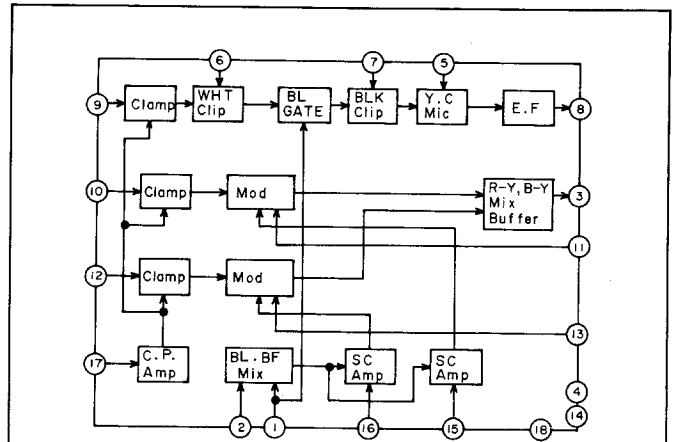 6
7
5
9
Clamp
WHT
Clip
BL
GATE
BLK
Clip
Y.C
Mic
E.F
8
10
Clamp
Mod
R-Y, B-Y
Mix
Buffer
3
11
12
Clamp
Mod
13
17
C.P.
Amp
BL.BF
Mix
SC
Amp
SC
Amp
4
14
2
1
16
15
18